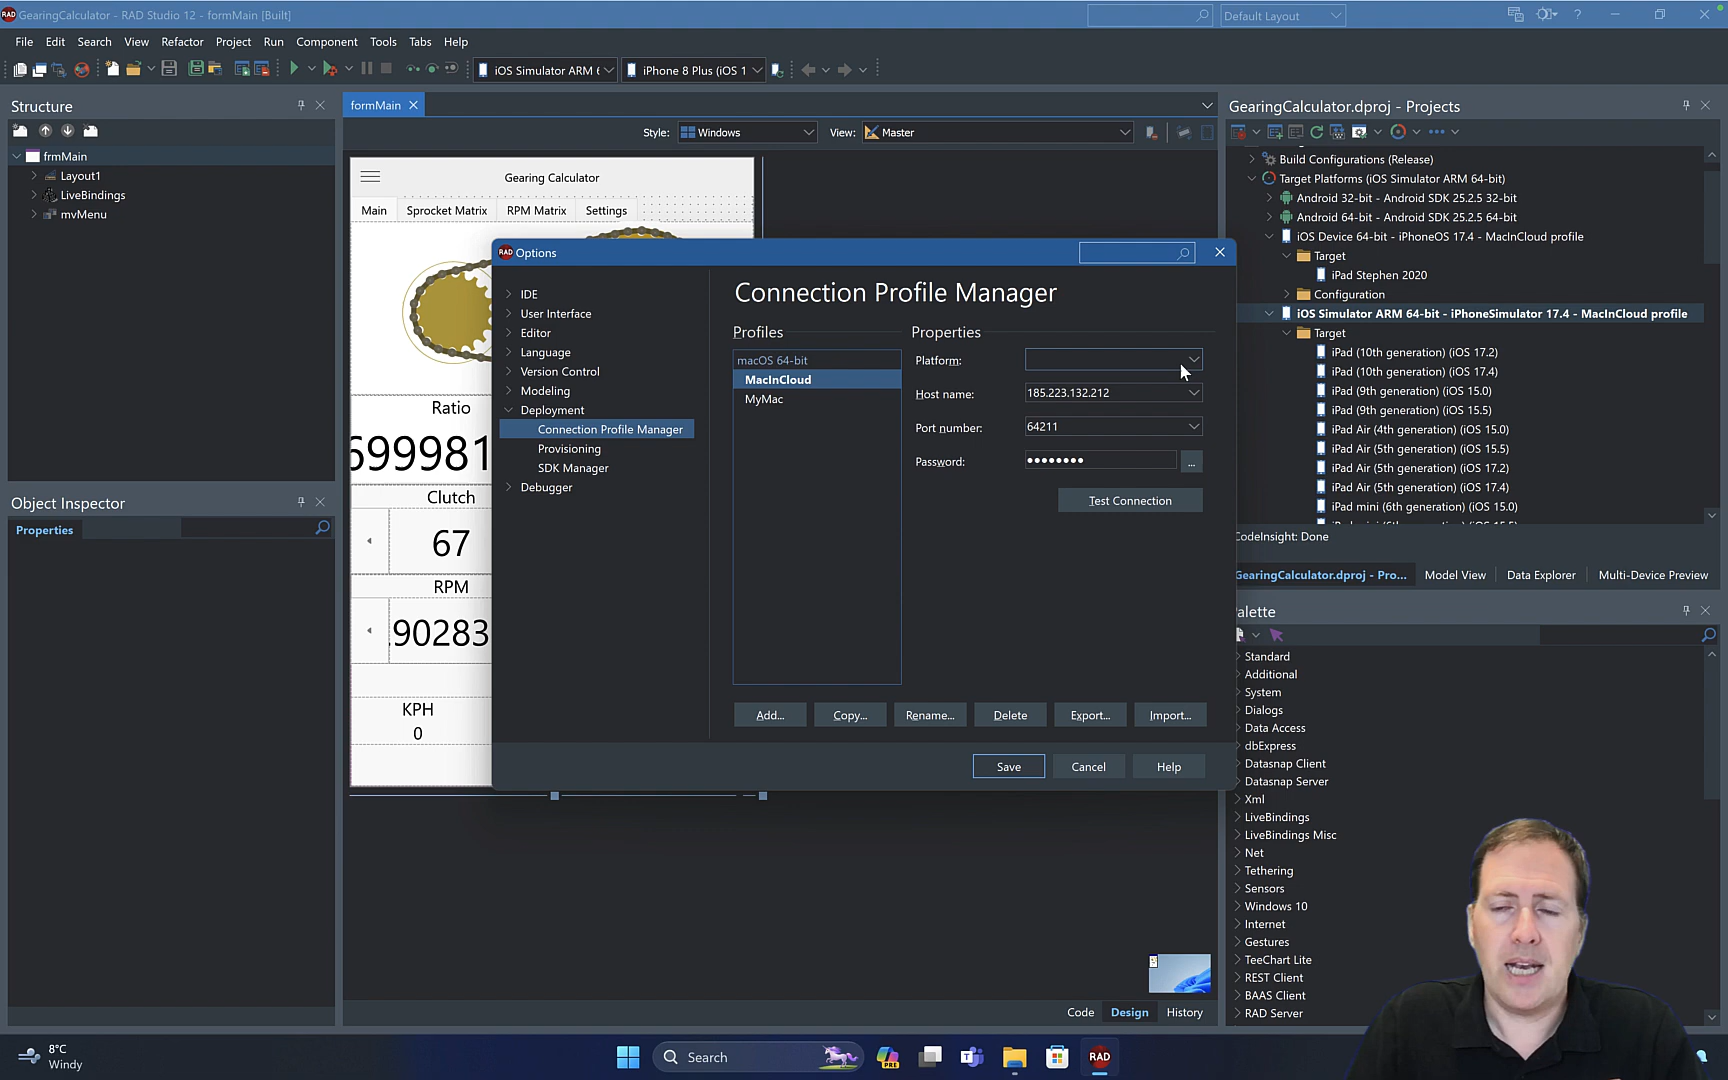 RAD GearingCalculator - RAD Studio 12 - formMain [Built]
Default Layout
File Edit Search View Refactor Project Run Component Tools Tabs Help
iOS Simulator ARM 6
iPhone 8 Plus (iOS 1
Structure
frmMain
Layout1
LiveBindings
mvMenu
Object Inspector
Properties
formMain
Style: Windows
View: Master
Gearing Calculator
Main Sprocket Matrix RPM Matrix Settings
Ratio
699981
Clutch
67
RPM
.90283
KPH
0
RAD Options
IDE
User Interface
Editor
Language
Version Control
Modeling
Deployment
Connection Profile Manager
Provisioning
SDK Manager
Debugger
Connection Profile Manager
Profiles
macOS 64-bit
MacInCloud
MyMac
Properties
Platform:
Host name: 185.223.132.212
Port number: 64211
Password: ●●●●●●●●
...
Test Connection
Add... Copy... Rename... Delete Export... Import...
Save Cancel Help
Code Design History
GearingCalculator.dproj - Projects
Build Configurations (Release)
Target Platforms (iOS Simulator ARM 64-bit)
Android 32-bit - Android SDK 25.2.5 32-bit
Android 64-bit - Android SDK 25.2.5 64-bit
iOS Device 64-bit - iPhoneOS 17.4 - MacInCloud profile
Target
iPad Stephen 2020
Configuration
iOS Simulator ARM 64-bit - iPhoneSimulator 17.4 - MacInCloud profile
Target
iPad (10th generation) (iOS 17.2)
iPad (10th generation) (iOS 17.4)
iPad (9th generation) (iOS 15.0)
iPad (9th generation) (iOS 15.5)
iPad Air (4th generation) (iOS 15.0)
iPad Air (5th generation) (iOS 15.5)
iPad Air (5th generation) (iOS 17.2)
iPad Air (5th generation) (iOS 17.4)
iPad mini (6th generation) (iOS 15.0)
CodeInsight: Done
GearingCalculator.dproj - Pro... Model View Data Explorer Multi-Device Preview
alette
Standard
Additional
System
Dialogs
Data Access
dbExpress
Datasnap Client
Datasnap Server
Xml
LiveBindings
LiveBindings Misc
Net
Tethering
Sensors
Windows 10
Internet
Gestures
TeeChart Lite
REST Client
BAAS Client
RAD Server
8°C
Windy
Search
PRE
RAD